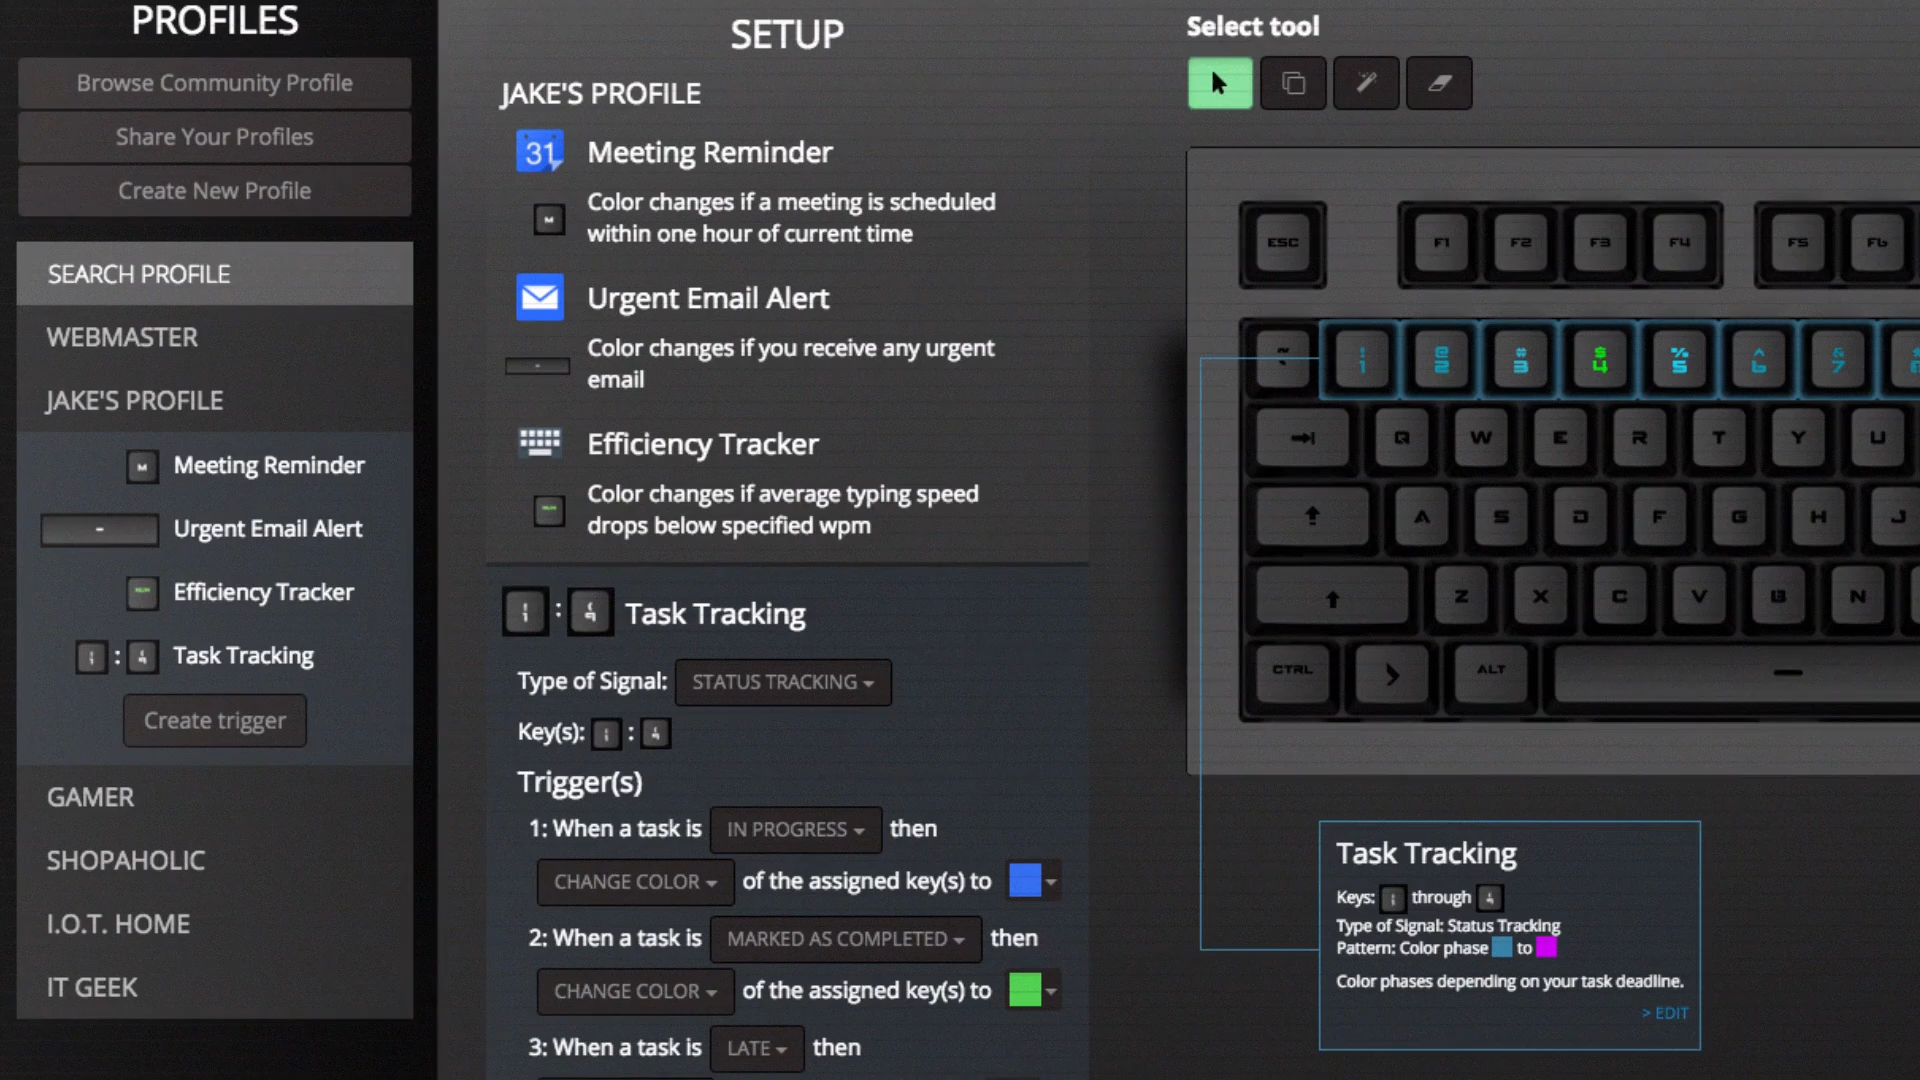 PROFILES
Browse Community Profile
Share Your Profiles
Create New Profile
SEARCH PROFILE
WEBMASTER
JAKE'S PROFILE
M Meeting Reminder
- Urgent Email Alert
Efficiency Tracker
: Task Tracking
Create trigger
GAMER
SHOPAHOLIC
I.O.T. HOME
IT GEEK
SETUP
JAKE'S PROFILE
31 Meeting Reminder
M Color changes if a meeting is scheduled
within one hour of current time
Urgent Email Alert
Color changes if you receive any urgent
email
Efficiency Tracker
Color changes if average typing speed
drops below specified wpm
: Task Tracking
Type of Signal: STATUS TRACKING
Key(s): :
Trigger(s)
1: When a task is IN PROGRESS then
CHANGE COLOR of the assigned key(s) to
2: When a task is MARKED AS COMPLETED then
CHANGE COLOR of the assigned key(s) to
3: When a task is LATE then
Select tool
ESC F1 F2 F3 F4 F5 F6
~ ! 1 @ 2 # 3 $ 4 % 5 ^ 6 & 7
Q W E R T Y U
A S D F G H J
Z X C V B N
CTRL ALT
Task Tracking
Keys: through
Type of Signal: Status Tracking
Pattern: Color phase to
Color phases depending on your task deadline.
> EDIT